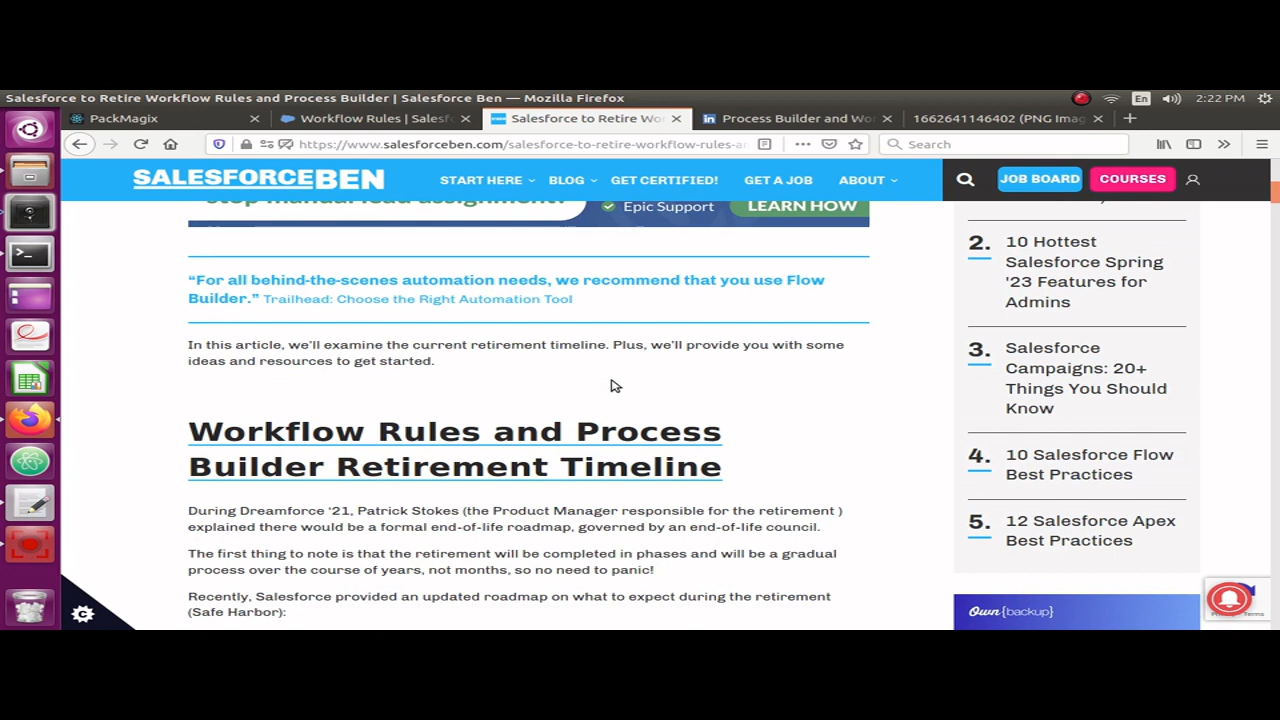 Salesforce to Retire Workflow Rules and Process Builder | Salesforce Ben — Mozilla Firefox
En
2:22 PM
PackMagix
Workflow Rules | Salesf
Salesforce to Retire Wor
Process Builder and Wor
1662641146402 (PNG Imag
https://www.salesforceben.com/salesforce-to-retire-workflow-rules-an
Search
SALESFORCEBEN
START HERE
BLOG
GET CERTIFIED!
GET A JOB
ABOUT
JOB BOARD
COURSES
stop manual lead assignment!
Epic Support
LEARN HOW
“For all behind-the-scenes automation needs, we recommend that you use Flow
Builder.” Trailhead: Choose the Right Automation Tool
In this article, we’ll examine the current retirement timeline. Plus, we’ll provide you with some
ideas and resources to get started.
Workflow Rules and Process
Builder Retirement Timeline
During Dreamforce ‘21, Patrick Stokes (the Product Manager responsible for the retirement )
explained there would be a formal end-of-life roadmap, governed by an end-of-life council.
The first thing to note is that the retirement will be completed in phases and will be a gradual
process over the course of years, not months, so no need to panic!
Recently, Salesforce provided an updated roadmap on what to expect during the retirement
(Safe Harbor):
2. 10 Hottest
Salesforce Spring
'23 Features for
Admins
3. Salesforce
Campaigns: 20+
Things You Should
Know
4. 10 Salesforce Flow
Best Practices
5. 12 Salesforce Apex
Best Practices
Own{backup}
Terms